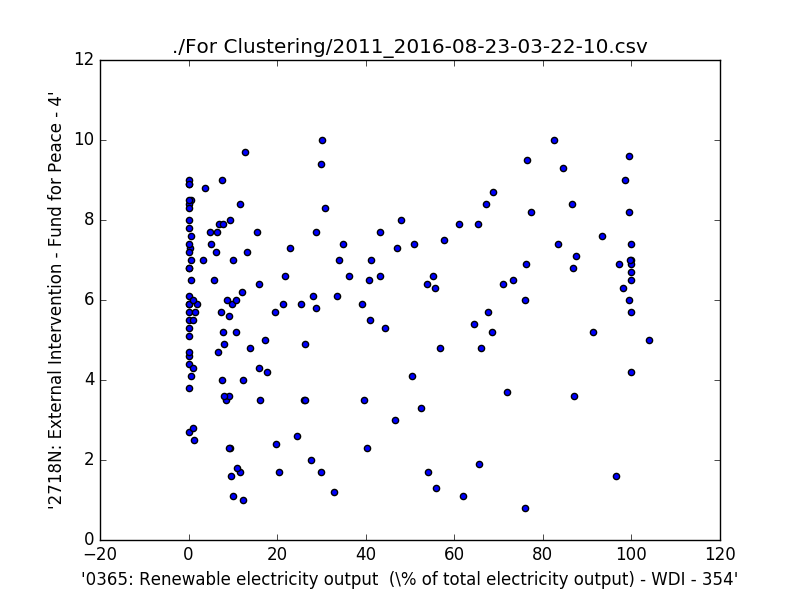 ./For Clustering/2011_2016-08-23-03-22-10.csv
'2718N: External Intervention - Fund for Peace - 4'
12
10
8
6
4
2
0
−20 0 20 40 60 80 100 120
'0365: Renewable electricity output  (\% of total electricity output) - WDI - 354'